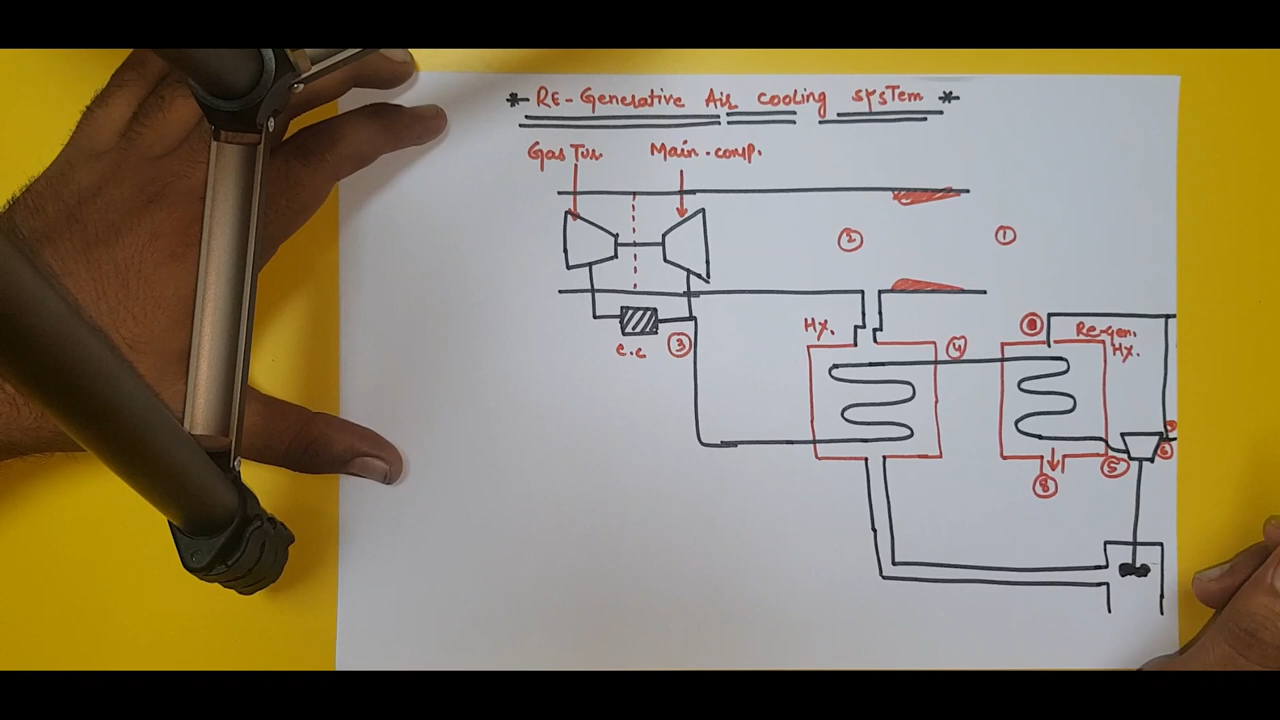 * RE-Generative Air cooling sysTem *
Gas Tur. Main.comp.
2 1
Hx. Re-gen.
Hx.
c.c 3 4
5 6
8